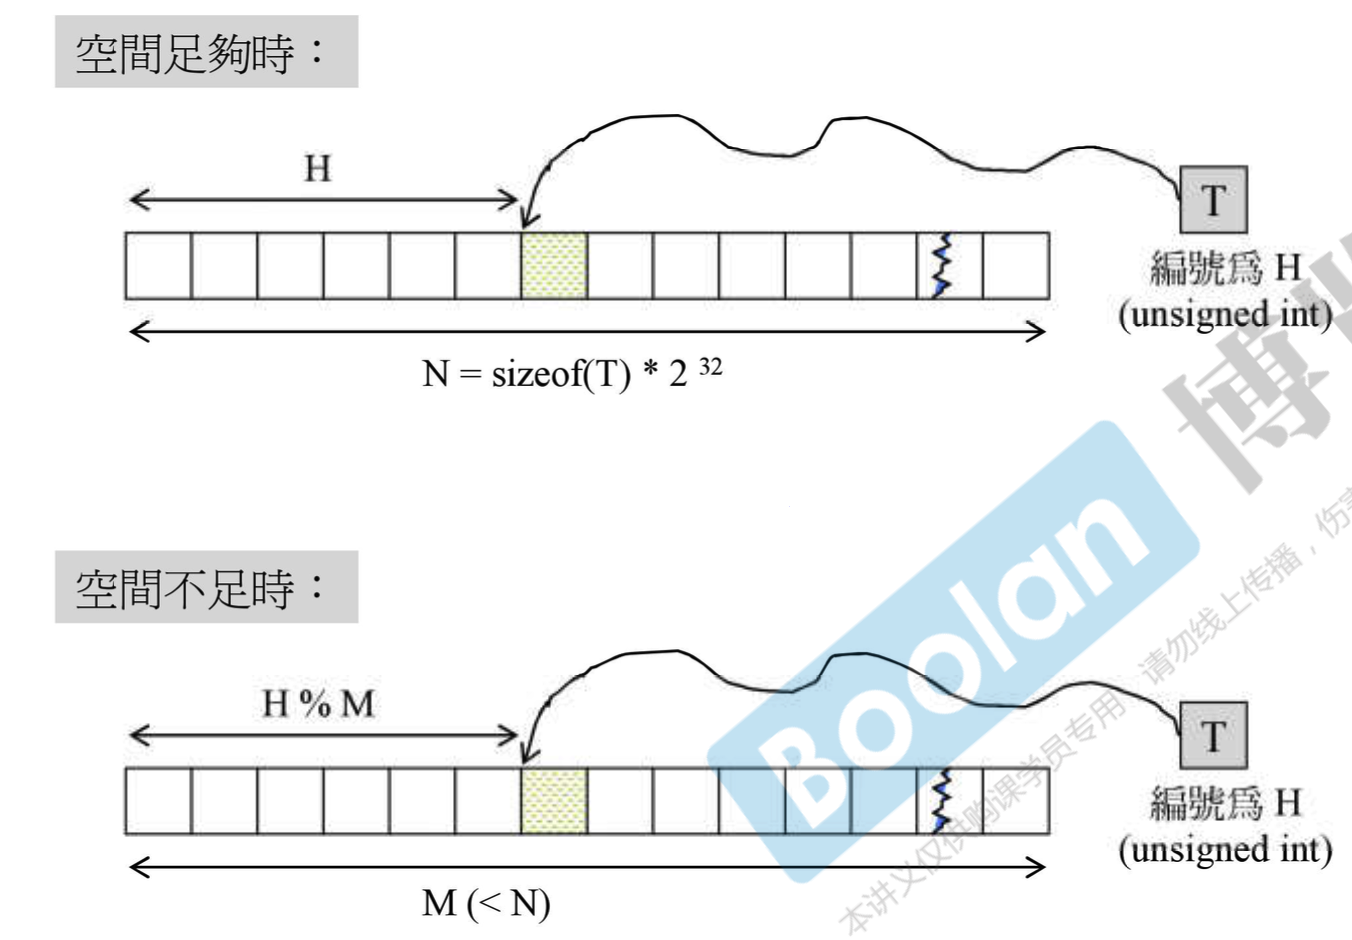 空間足夠時：
H
T
編號爲 H
(unsigned int)
N = sizeof(T) * 2 32
空間不足時：
H % M
T
編號爲 H
(unsigned int)
M (< N)
Boolan
博
本讲义仅供购课学员专用，请勿线上传播，伤害